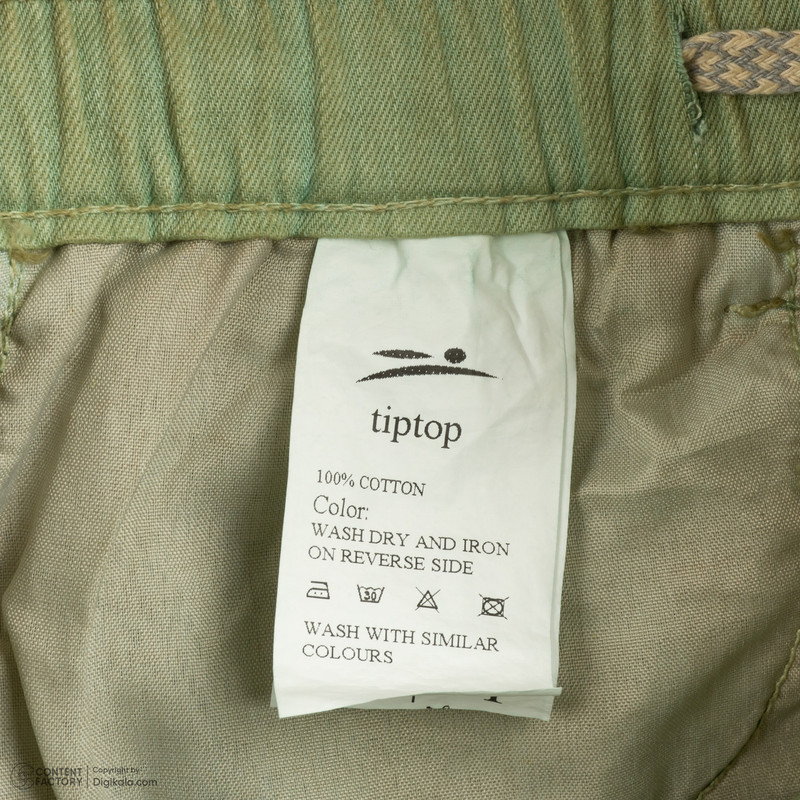 tiptop
100% COTTON
Color:
WASH DRY AND IRON
ON REVERSE SIDE
30
WASH WITH SIMILAR
COLOURS
CONTENT
FACTORY
Copyright by
Digikala.com